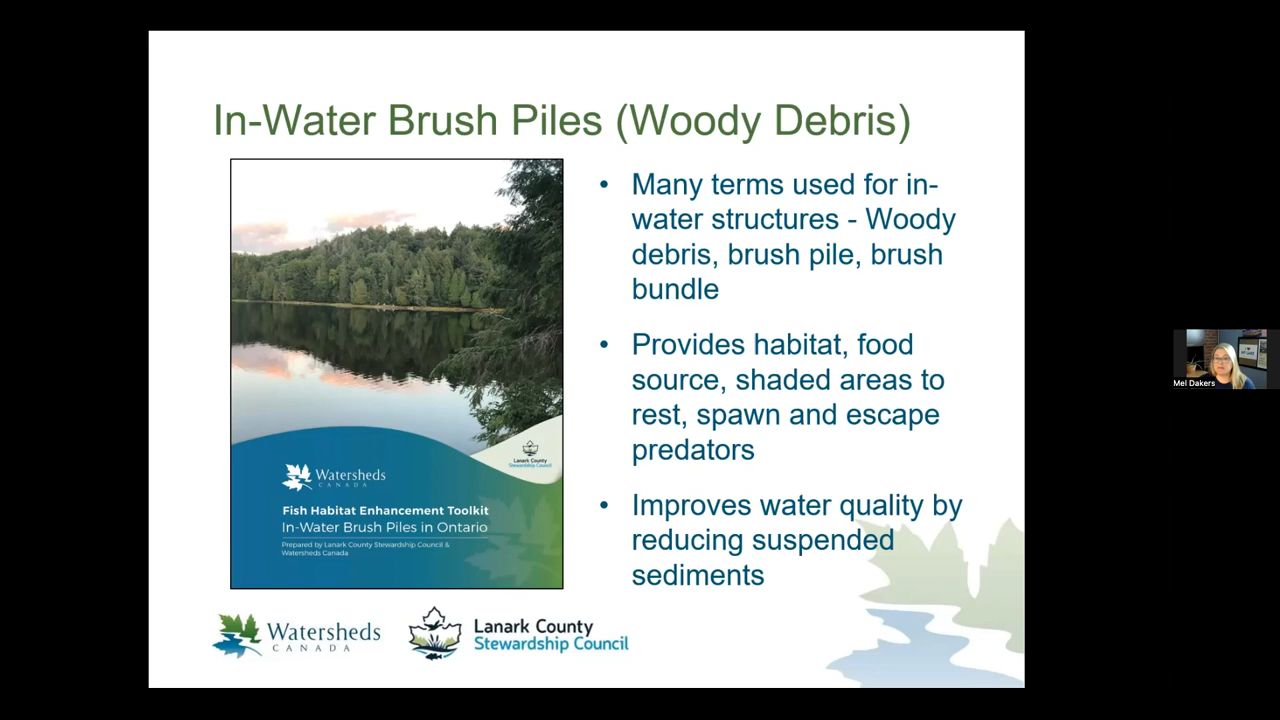 In-Water Brush Piles (Woody Debris)
Lanark County
Stewardship Council
Watersheds
CANADA
Fish Habitat Enhancement Toolkit
In-Water Brush Piles in Ontario
Prepared by Lanark County Stewardship Council &
Watersheds Canada
• Many terms used for in-
water structures - Woody
debris, brush pile, brush
bundle
• Provides habitat, food
source, shaded areas to
rest, spawn and escape
predators
• Improves water quality by
reducing suspended
sediments
Watersheds
CANADA
Lanark County
Stewardship Council
Mel Dakers